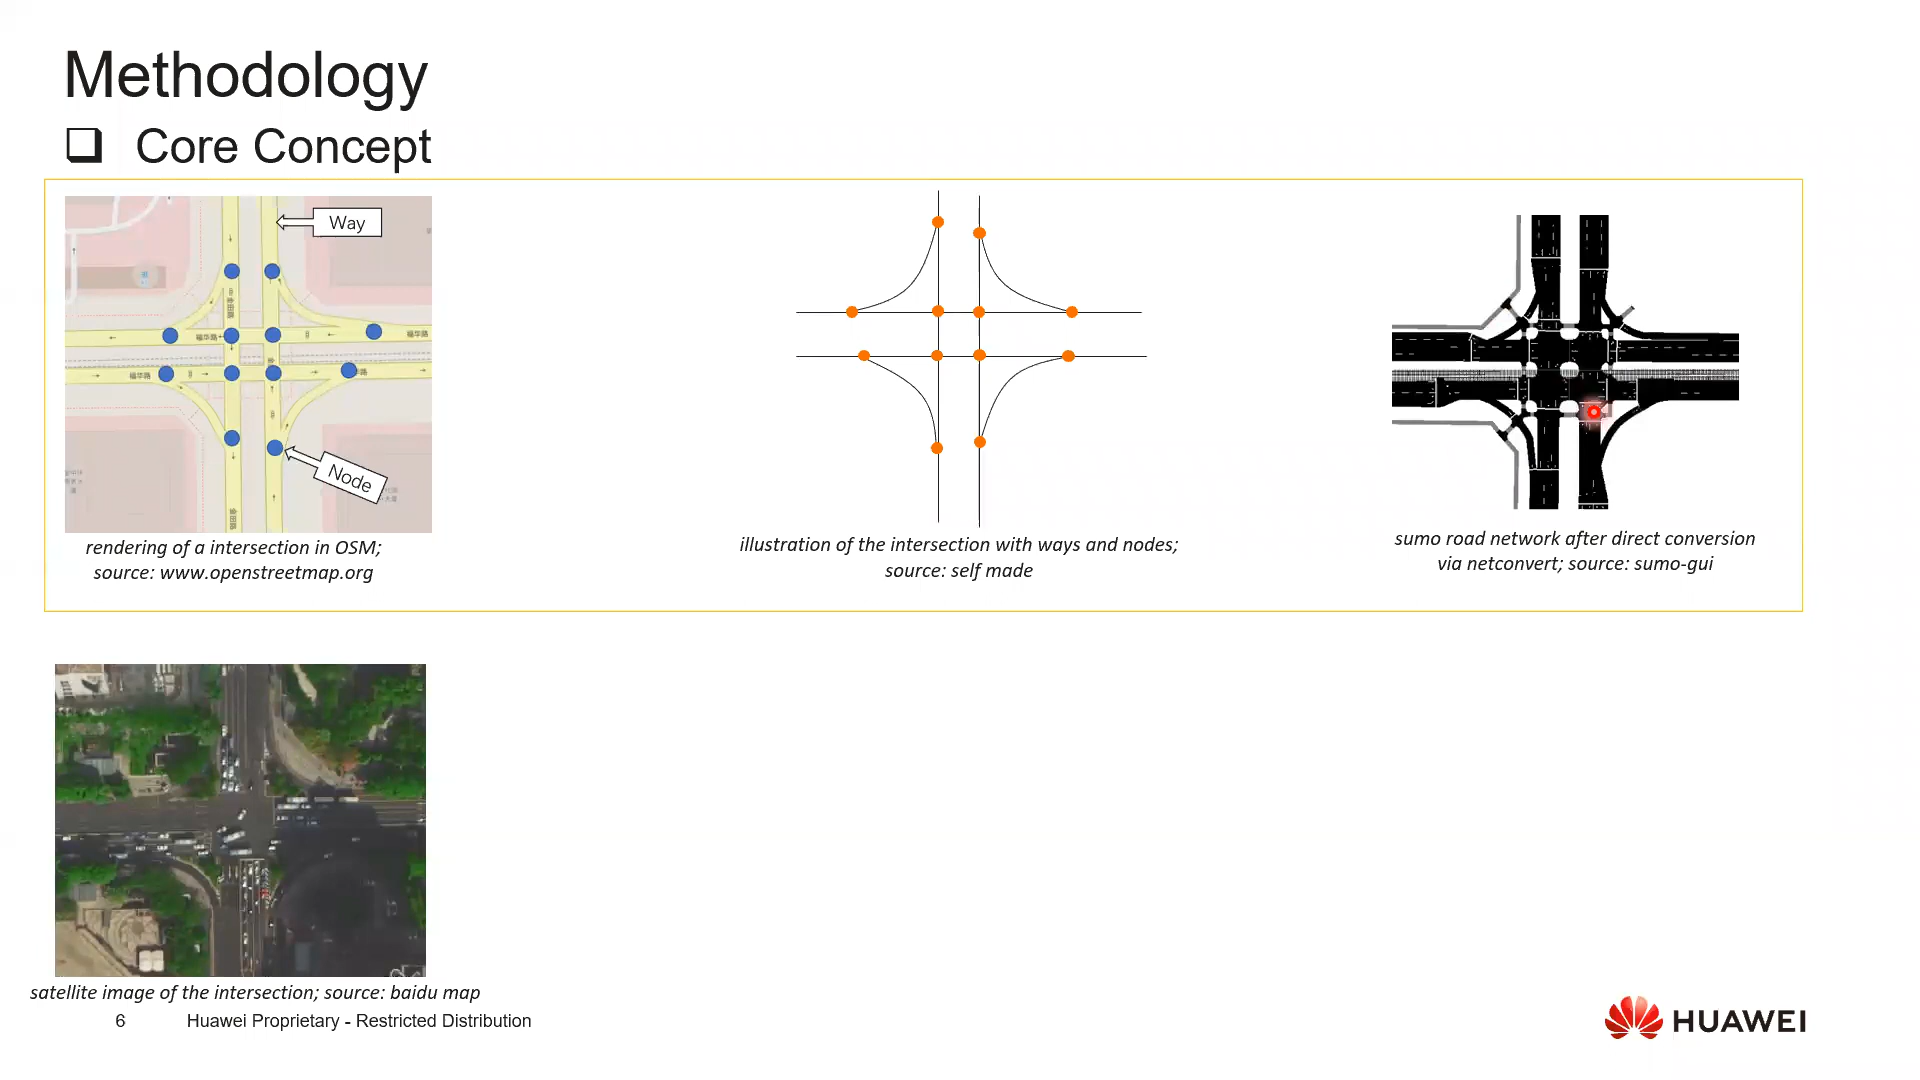 Methodology
❑ Core Concept
Way
Node
rendering of a intersection in OSM;
source: www.openstreetmap.org
illustration of the intersection with ways and nodes;
source: self made
sumo road network after direct conversion
via netconvert; source: sumo-gui
satellite image of the intersection; source: baidu map
6 Huawei Proprietary - Restricted Distribution
HUAWEI